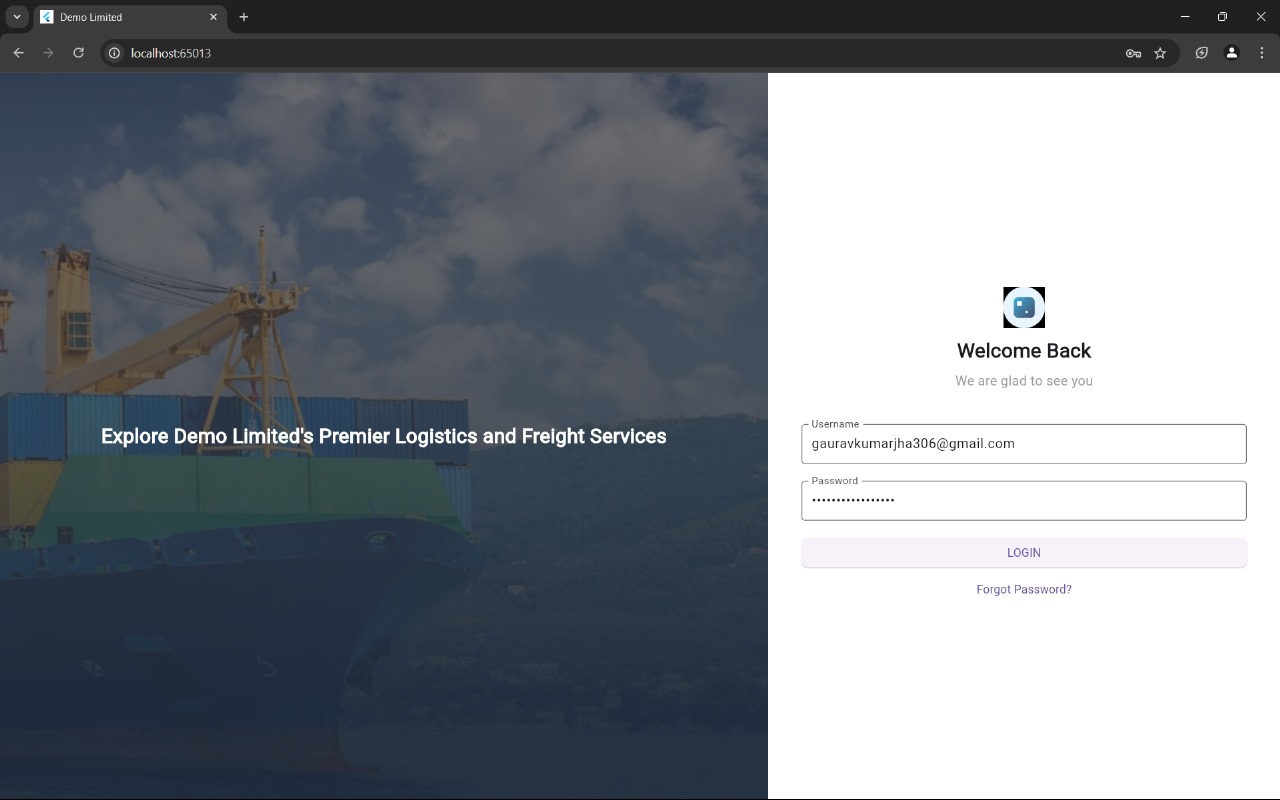 Demo Limited
localhost:65013
Explore Demo Limited's Premier Logistics and Freight Services
Welcome Back
We are glad to see you
Username
gauravkumarjha306@gmail.com
Password
•••••••••••••••••
LOGIN
Forgot Password?